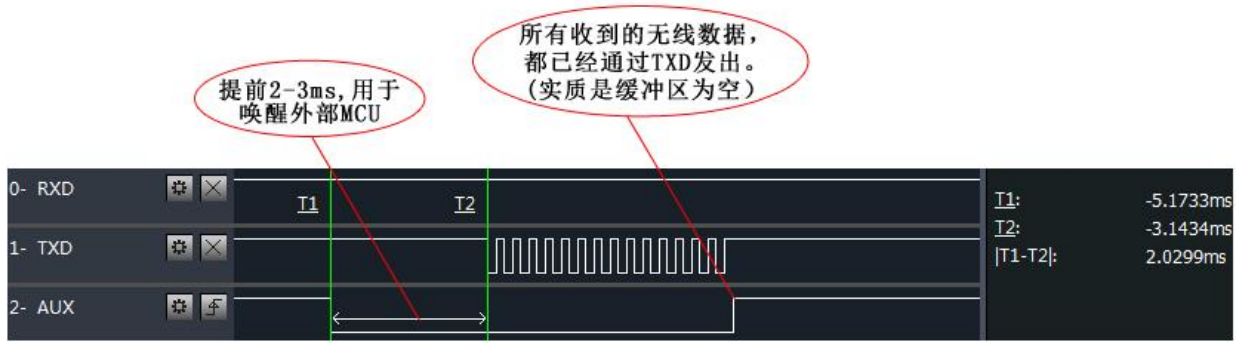 所有收到的无线数据，
都已经通过TXD发出。
(实质是缓冲区为空)
提前2-3ms,用于
唤醒外部MCU
0- RXD
T1
T2
1- TXD
2- AUX
T1: -5.1733ms
T2: -3.1434ms
|T1-T2|: 2.0299ms